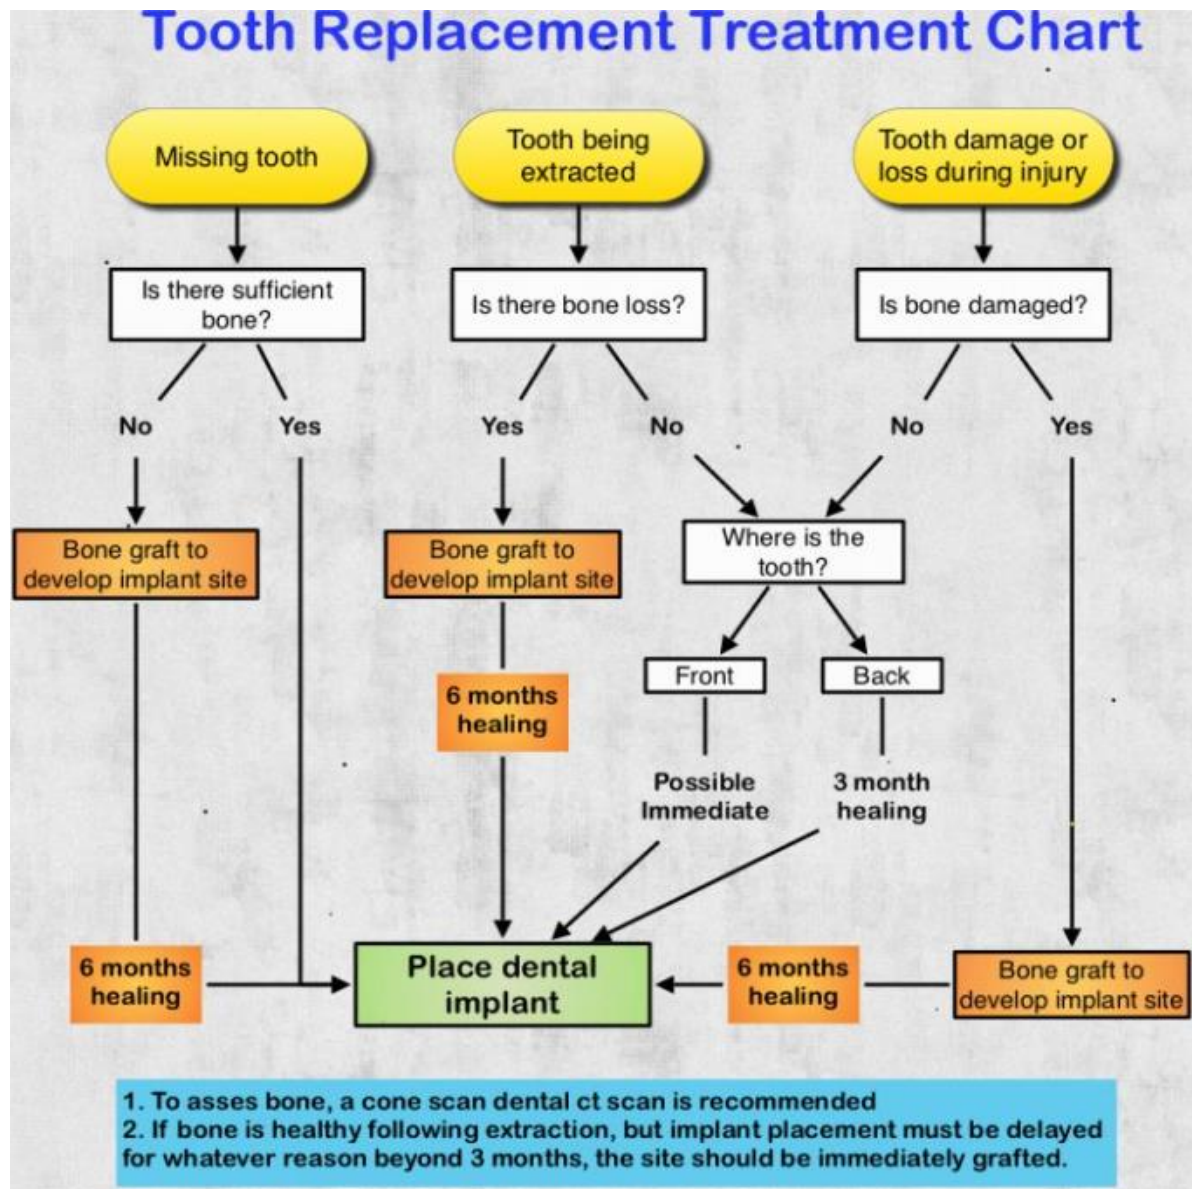 Tooth Replacement Treatment Chart
Missing tooth
Tooth being
extracted
Tooth damage or
loss during injury
Is there sufficient
bone?
Is there bone loss?
Is bone damaged?
No
Yes
Yes
No
No
Yes
Bone graft to
develop implant site
Bone graft to
develop implant site
Where is the
tooth?
Front
Back
6 months
healing
Possible
Immediate
3 month
healing
6 months
healing
Place dental
implant
6 months
healing
Bone graft to
develop implant site
1. To asses bone, a cone scan dental ct scan is recommended
2. If bone is healthy following extraction, but implant placement must be delayed
for whatever reason beyond 3 months, the site should be immediately grafted.